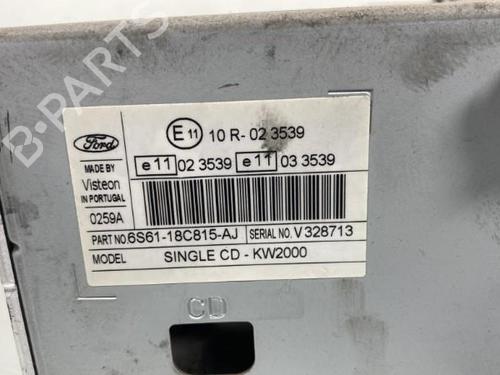 Ford
E 11 10 R- 02 3539
MADE BY
Visteon
IN PORTUGAL
e11 02 3539 e11 03 3539
0259A
PART NO. 6S61-18C815-AJ SERIAL NO. V 328713
MODEL SINGLE CD - KW2000
CD
B-PARTS